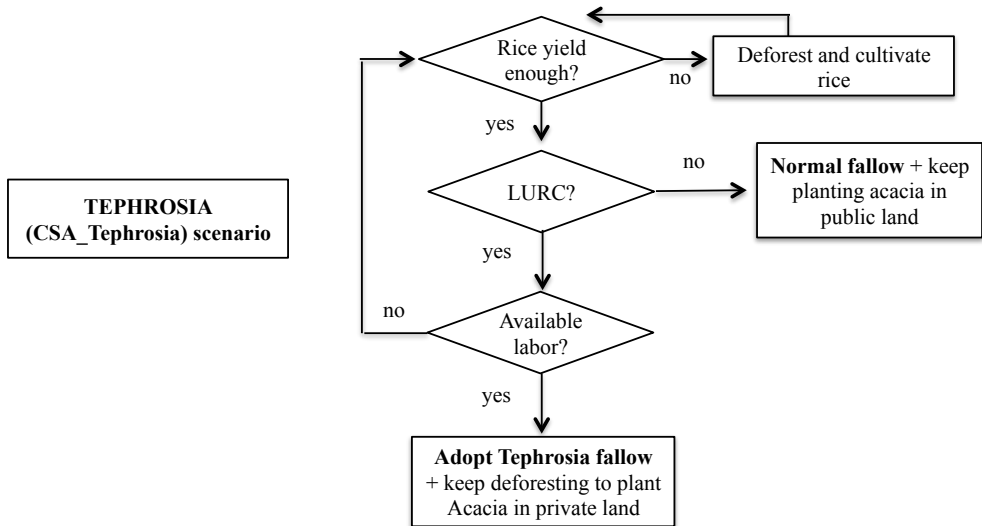 Rice yield
enough?
no
Deforest and cultivate
rice
yes
LURC?
no
Normal fallow + keep
planting acacia in
public land
TEPHROSIA
(CSA_Tephrosia) scenario
yes
no
Available
labor?
yes
Adopt Tephrosia fallow
+ keep deforesting to plant
Acacia in private land